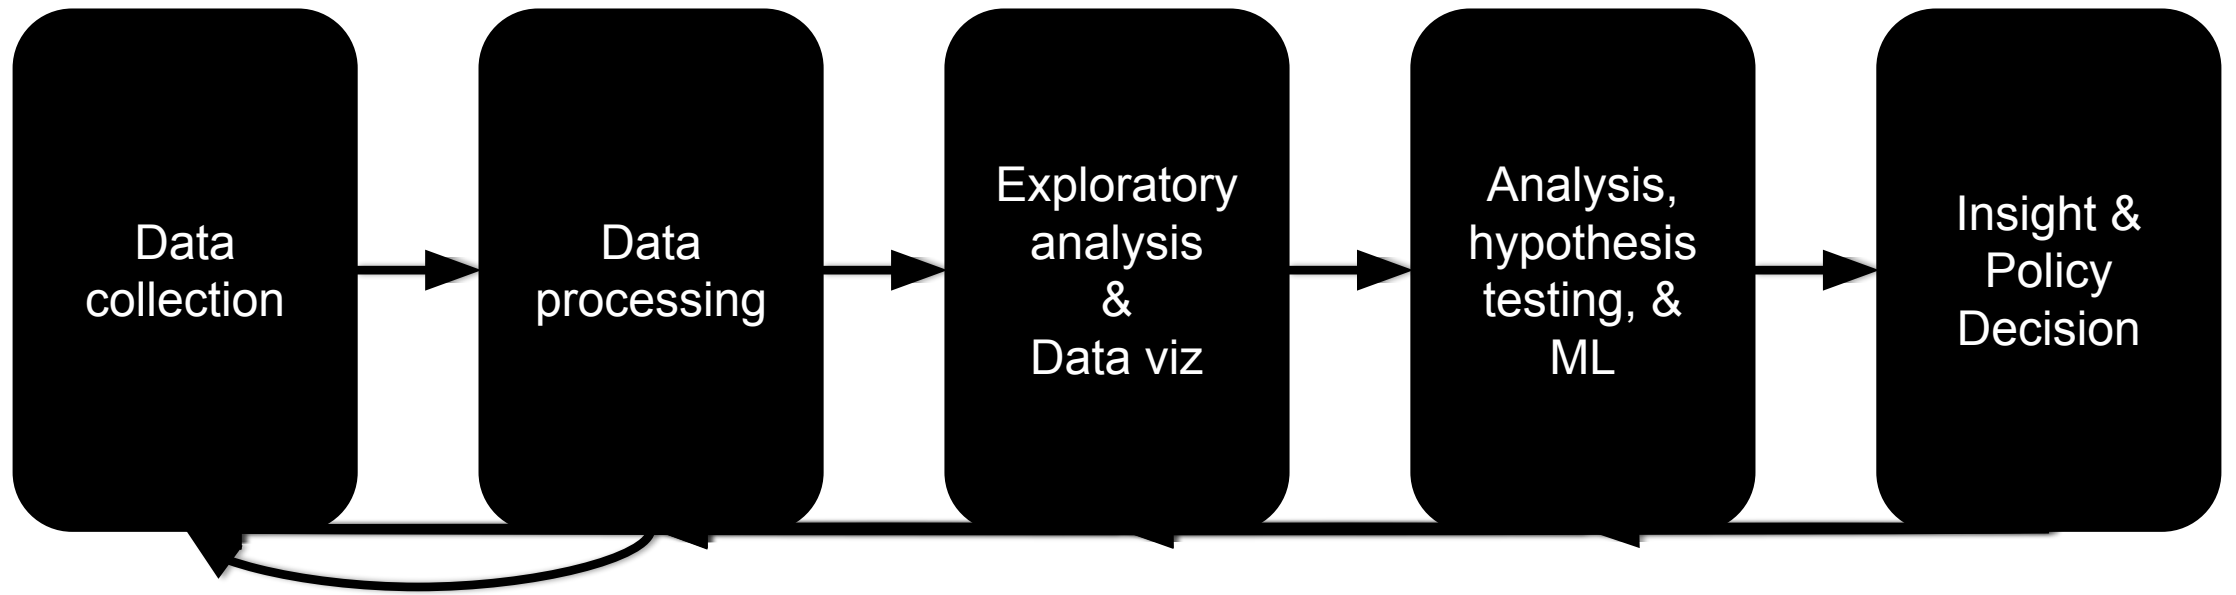 Data
collection
Data
processing
Exploratory
analysis
&
Data viz
Analysis,
hypothesis
testing, &
ML
Insight &
Policy
Decision